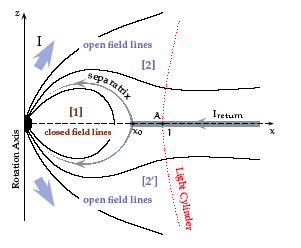 z
I
open field lines
[2]
separatrix
[1]
A
I return
closed field lines
x₀
1
x
Rotation Axis
[2']
Light Cylinder
open field lines